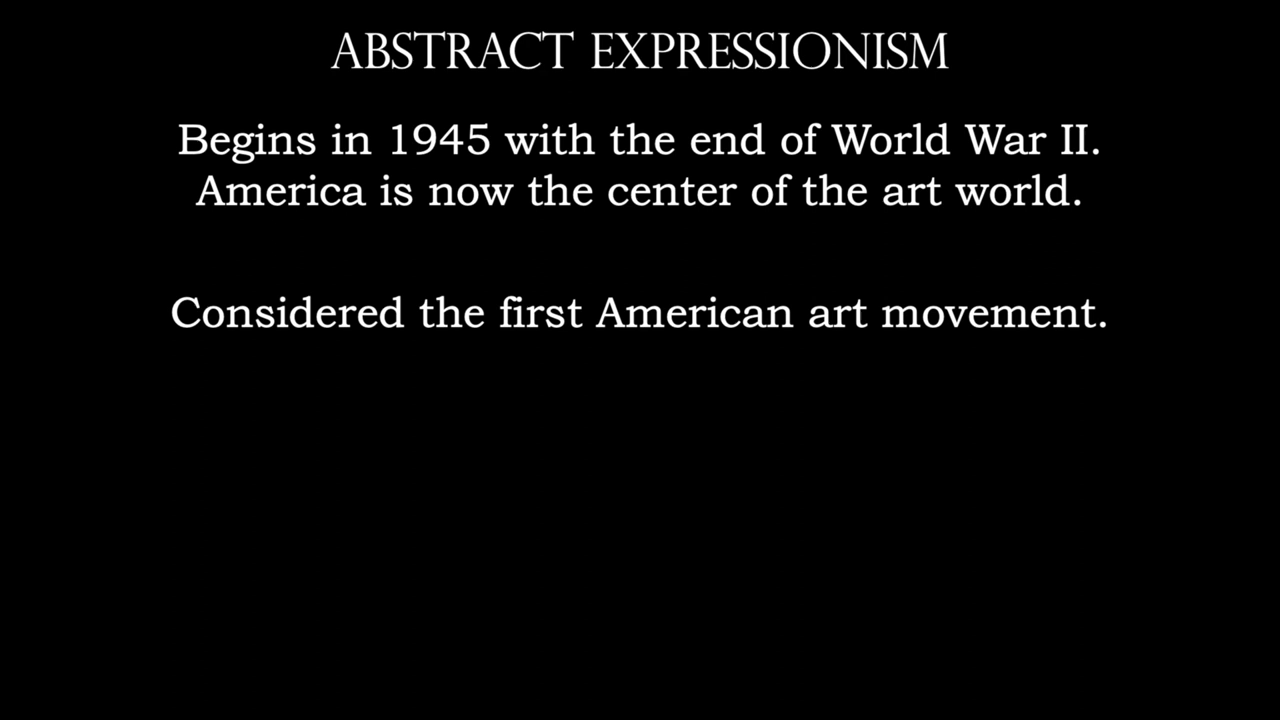 ABSTRACT EXPRESSIONISM
Begins in 1945 with the end of World War II.
America is now the center of the art world.
Considered the first American art movement.